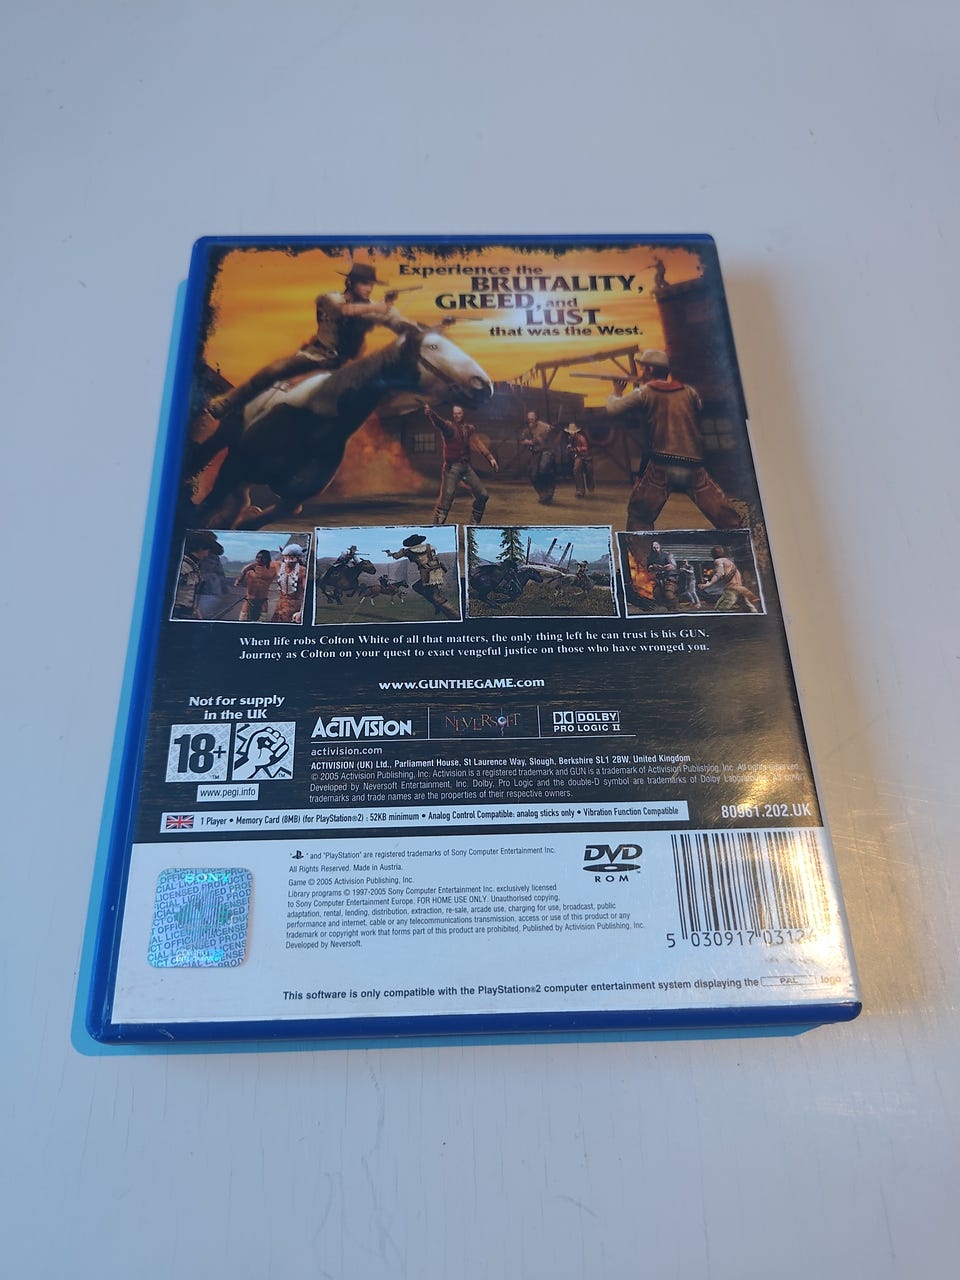 Experience the
BRUTALITY,
GREED, and
LUST
that was the West.
When life robs Colton White of all that matters, the only thing left he can trust is his GUN.
Journey as Colton on your quest to exact vengeful justice on those who have wronged you.
www.GUNTHEGAME.com
Not for supply
in the UK
18+
www.pegi.info
ACTIVISION
NEVERSOFT
DOLBY
PRO LOGIC II
activision.com
ACTIVISION (UK) Ltd., Parliament House, St Laurence Way, Slough, Berkshire SL1 2BW, United Kingdom
© 2005 Activision Publishing, Inc. Activision is a registered trademark and GUN is a trademark of Activision Publishing, Inc. All rights reserved.
Developed by Neversoft Entertainment, Inc. Dolby, Pro Logic and the double-D symbol are trademarks of Dolby Laboratories. All other
trademarks and trade names are the properties of their respective owners.
1 Player • Memory Card (8MB) (for PlayStation®2) : 52KB minimum • Analog Control Compatible: analog sticks only • Vibration Function Compatible
80961.202.UK
" and "PlayStation" are registered trademarks of Sony Computer Entertainment Inc.
All Rights Reserved. Made in Austria.
Game © 2005 Activision Publishing, Inc.
Library programs © 1997-2005 Sony Computer Entertainment Inc. exclusively licensed
to Sony Computer Entertainment Europe. FOR HOME USE ONLY. Unauthorised copying,
adaptation, rental, lending, distribution, extraction, re-sale, arcade use, charging for use, broadcast, public
performance and internet, cable or any telecommunications transmission, access or use of this product or any
trademark or copyright work that forms part of this product are prohibited. Published by Activision Publishing, Inc.
Developed by Neversoft.
DVD
ROM
SONY
5 030917 0312
This software is only compatible with the PlayStation®2 computer entertainment system displaying the PAL logo